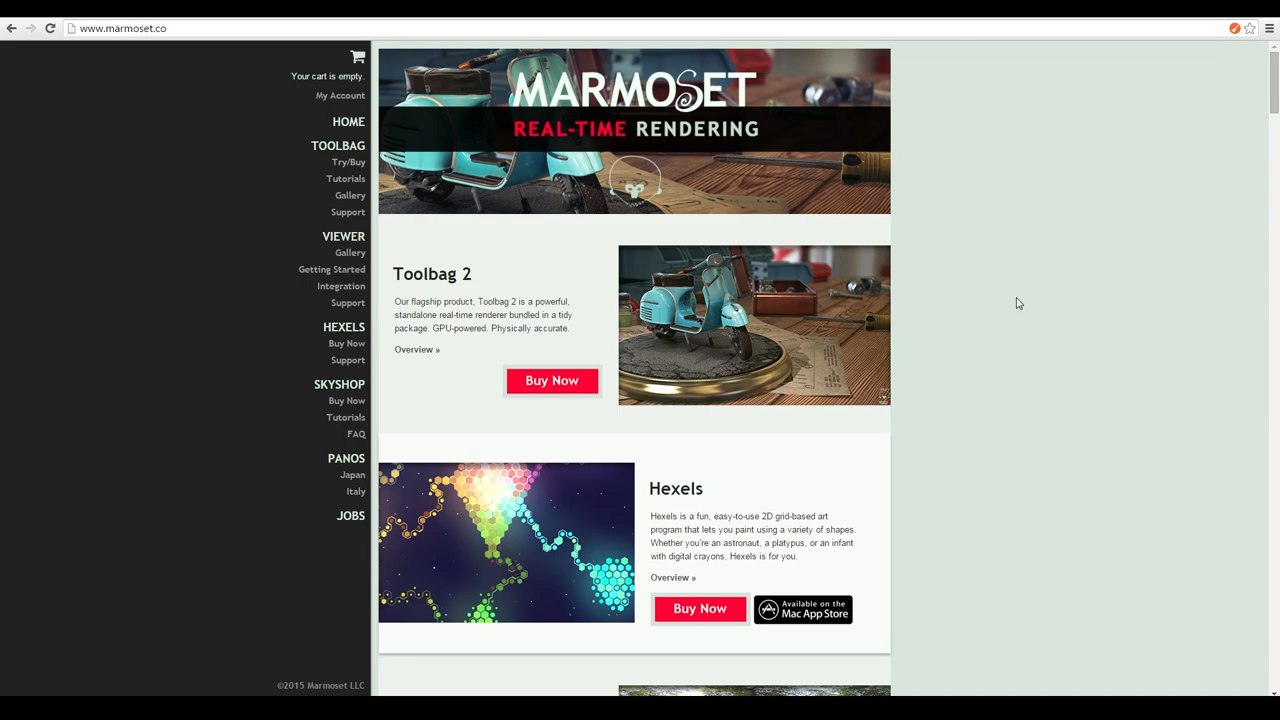 www.marmoset.co
Your cart is empty.
My Account
HOME
TOOLBAG
Try/Buy
Tutorials
Gallery
Support
VIEWER
Gallery
Getting Started
Integration
Support
HEXELS
Buy Now
Support
SKYSHOP
Buy Now
Tutorials
FAQ
PANOS
Japan
Italy
JOBS
©2015 Marmoset LLC
MARMOSET
REAL-TIME RENDERING
Toolbag 2
Our flagship product, Toolbag 2 is a powerful,
standalone real-time renderer bundled in a tidy
package. GPU-powered. Physically accurate.
Overview »
Buy Now
Hexels
Hexels is a fun, easy-to-use 2D grid-based art
program that lets you paint using a variety of shapes.
Whether you're an astronaut, a platypus, or an infant
with digital crayons, Hexels is for you.
Overview »
Buy Now
Available on the
Mac App Store